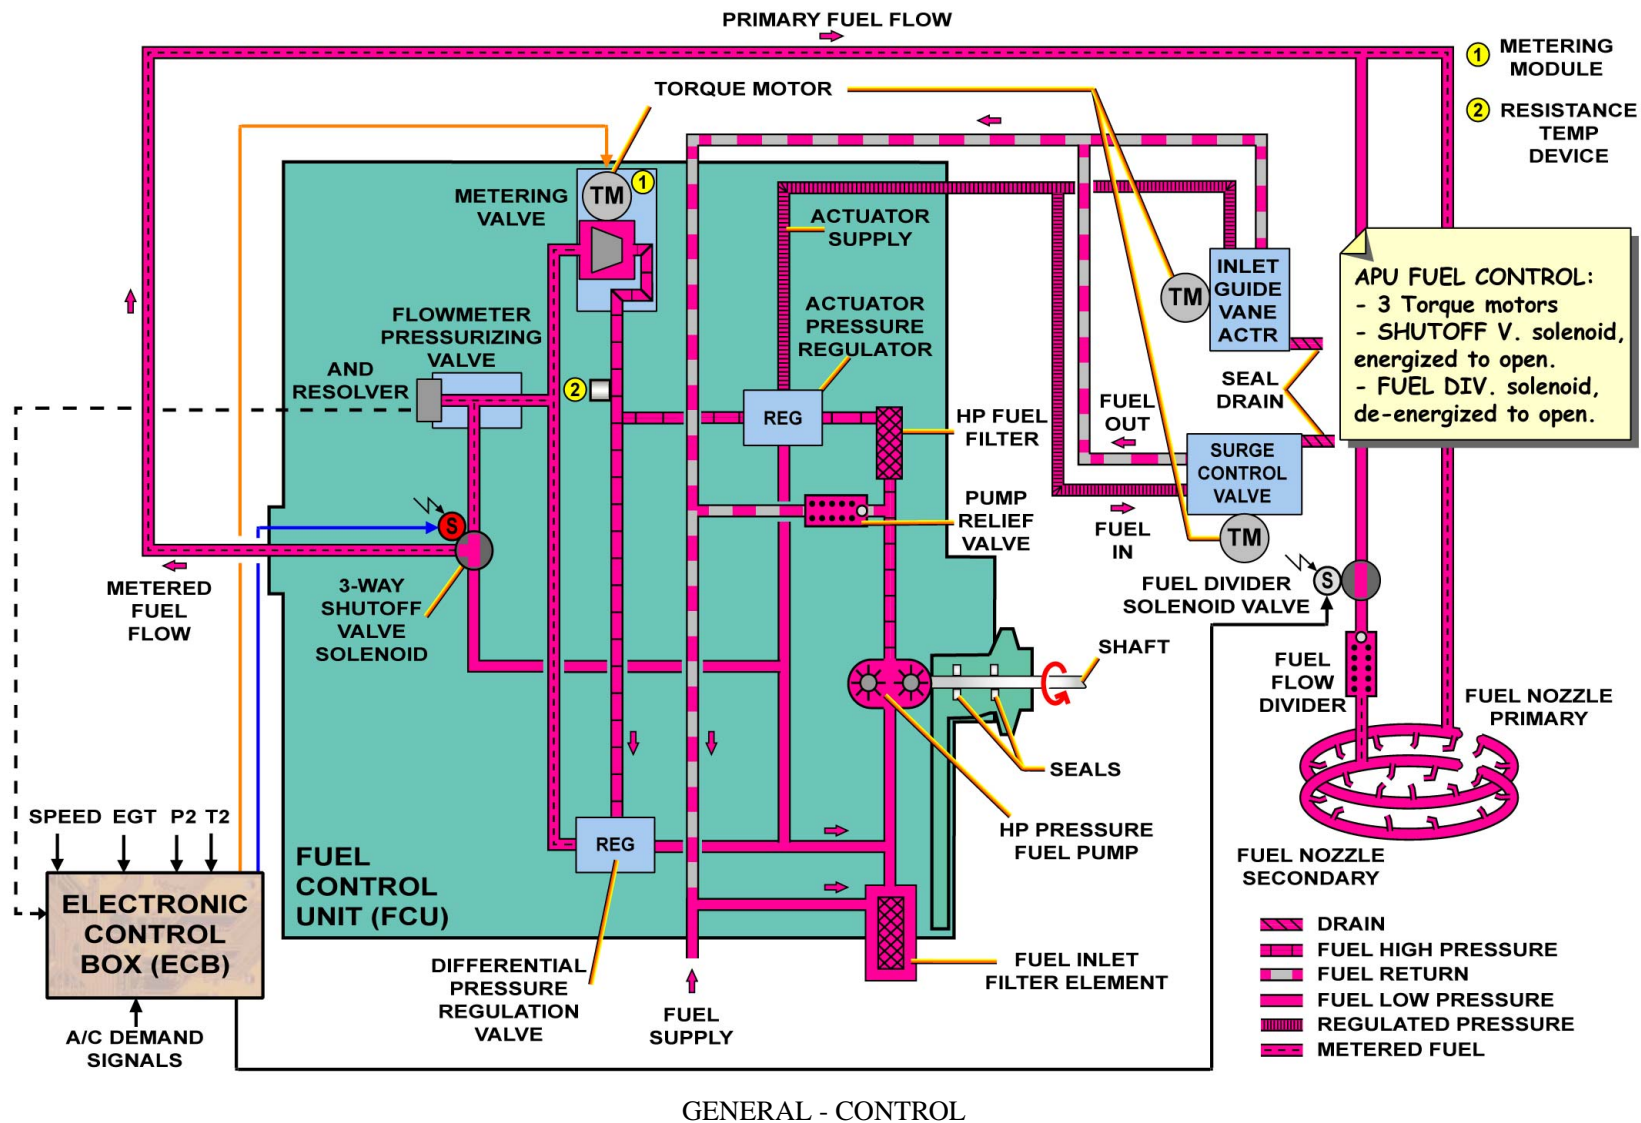 PRIMARY FUEL FLOW
1 METERING
MODULE
2 RESISTANCE
TEMP
DEVICE
TORQUE MOTOR
METERING
VALVE
TM
1
ACTUATOR
SUPPLY
ACTUATOR
PRESSURE
REGULATOR
FLOWMETER
PRESSURIZING
VALVE
AND
RESOLVER
2
REG
HP FUEL
FILTER
PUMP
RELIEF
VALVE
TM
INLET
GUIDE
VANE
ACTR
SEAL
DRAIN
FUEL
OUT
SURGE
CONTROL
VALVE
FUEL
IN
TM
APU FUEL CONTROL:
- 3 Torque motors
- SHUTOFF V. solenoid,
energized to open.
- FUEL DIV. solenoid,
de-energized to open.
S
METERED
FUEL
FLOW
3-WAY
SHUTOFF
VALVE
SOLENOID
FUEL DIVIDER
SOLENOID VALVE
S
SHAFT
FUEL
FLOW
DIVIDER
FUEL NOZZLE
PRIMARY
SEALS
HP PRESSURE
FUEL PUMP
FUEL NOZZLE
SECONDARY
SPEED EGT P2 T2
ELECTRONIC
CONTROL
BOX (ECB)
A/C DEMAND
SIGNALS
FUEL
CONTROL
UNIT (FCU)
REG
DIFFERENTIAL
PRESSURE
REGULATION
VALVE
FUEL
SUPPLY
FUEL INLET
FILTER ELEMENT
DRAIN
FUEL HIGH PRESSURE
FUEL RETURN
FUEL LOW PRESSURE
REGULATED PRESSURE
METERED FUEL
GENERAL - CONTROL